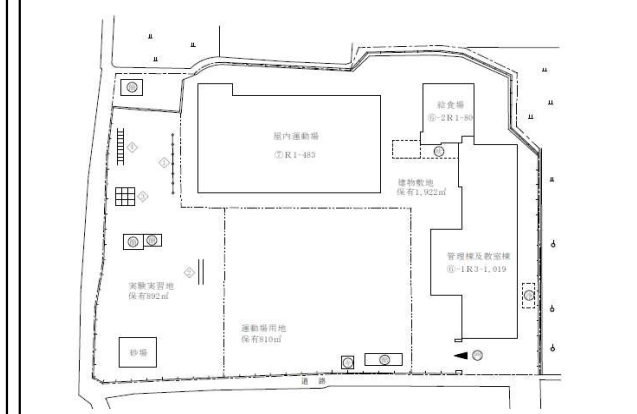 給食場
⑥-2R1-80
屋内運動場
⑦R1-483
建物敷地
保有1,922㎡
管理棟及教室棟
⑥-1R3-1,019
実験実習地
保有892㎡
運動場用地
保有810㎡
砂場
道 路